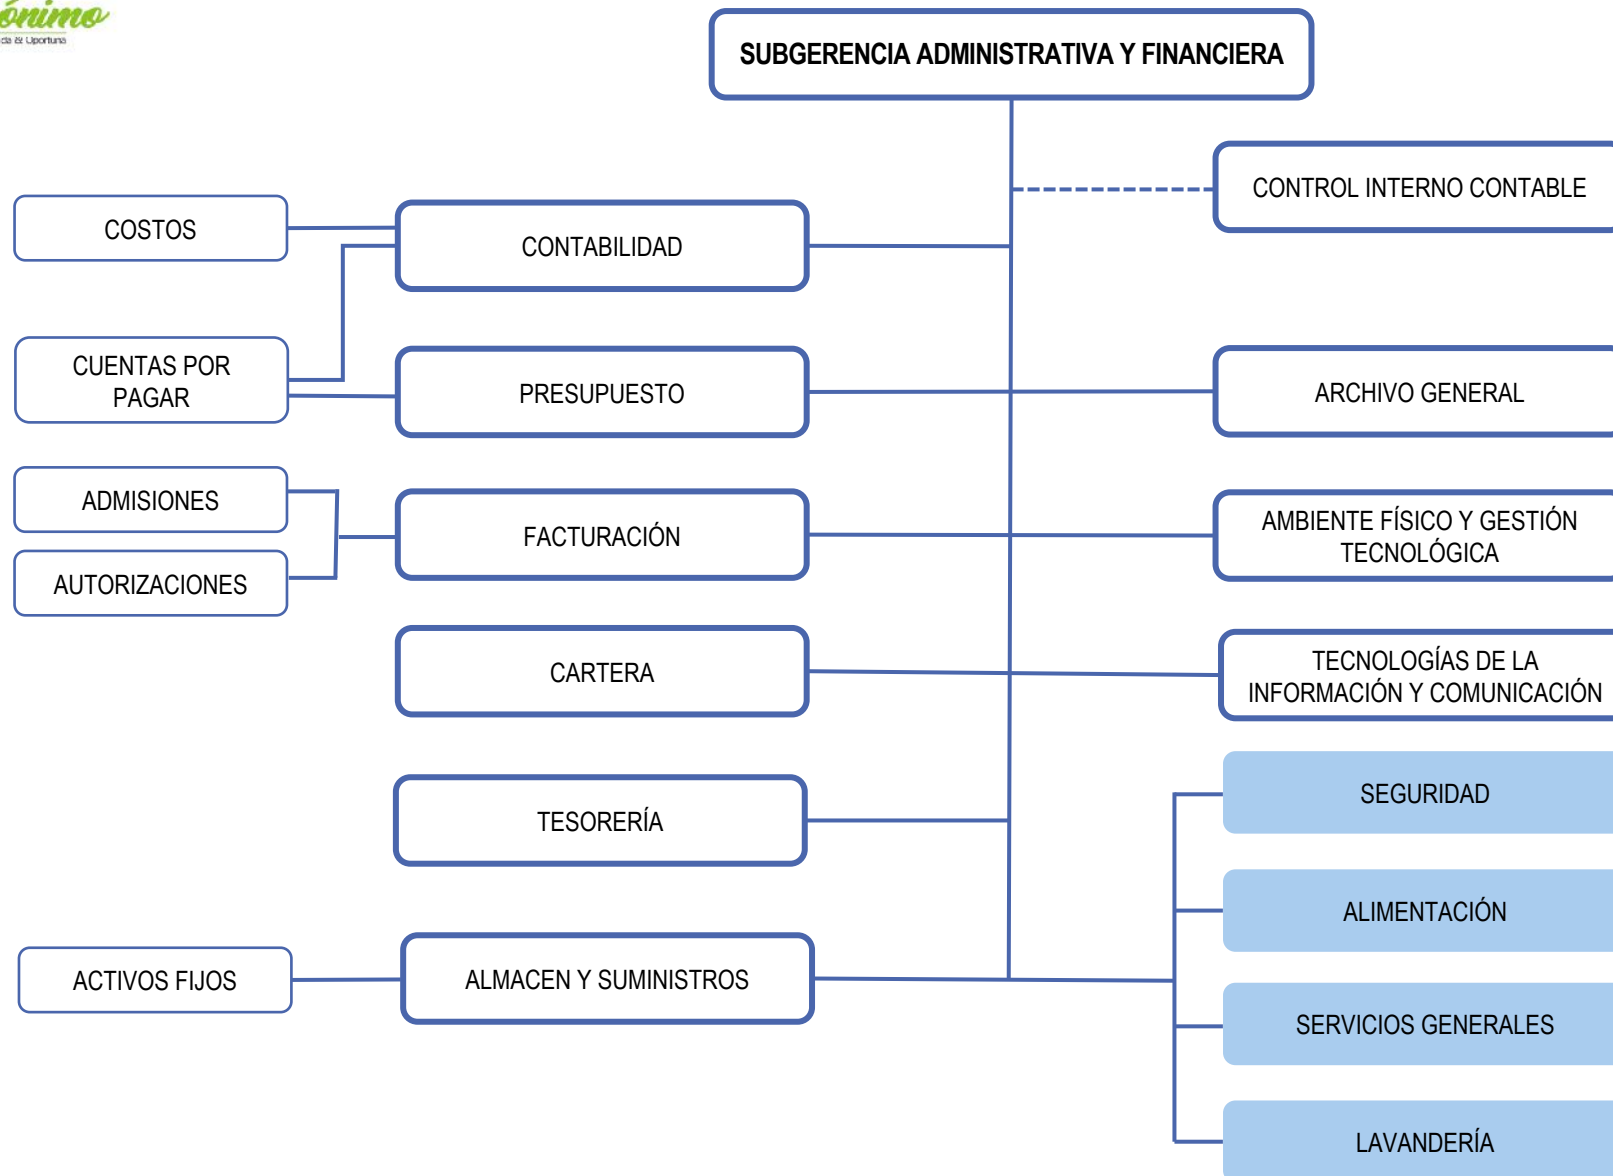 SUBGERENCIA ADMINISTRATIVA Y FINANCIERA
CONTROL INTERNO CONTABLE
COSTOS
CONTABILIDAD
CUENTAS POR
PAGAR
PRESUPUESTO
ARCHIVO GENERAL
ADMISIONES
AUTORIZACIONES
FACTURACIÓN
AMBIENTE FÍSICO Y GESTIÓN
TECNOLÓGICA
CARTERA
TECNOLOGÍAS DE LA
INFORMACIÓN Y COMUNICACIÓN
TESORERÍA
SEGURIDAD
ALIMENTACIÓN
ACTIVOS FIJOS
ALMACEN Y SUMINISTROS
SERVICIOS GENERALES
LAVANDERÍA